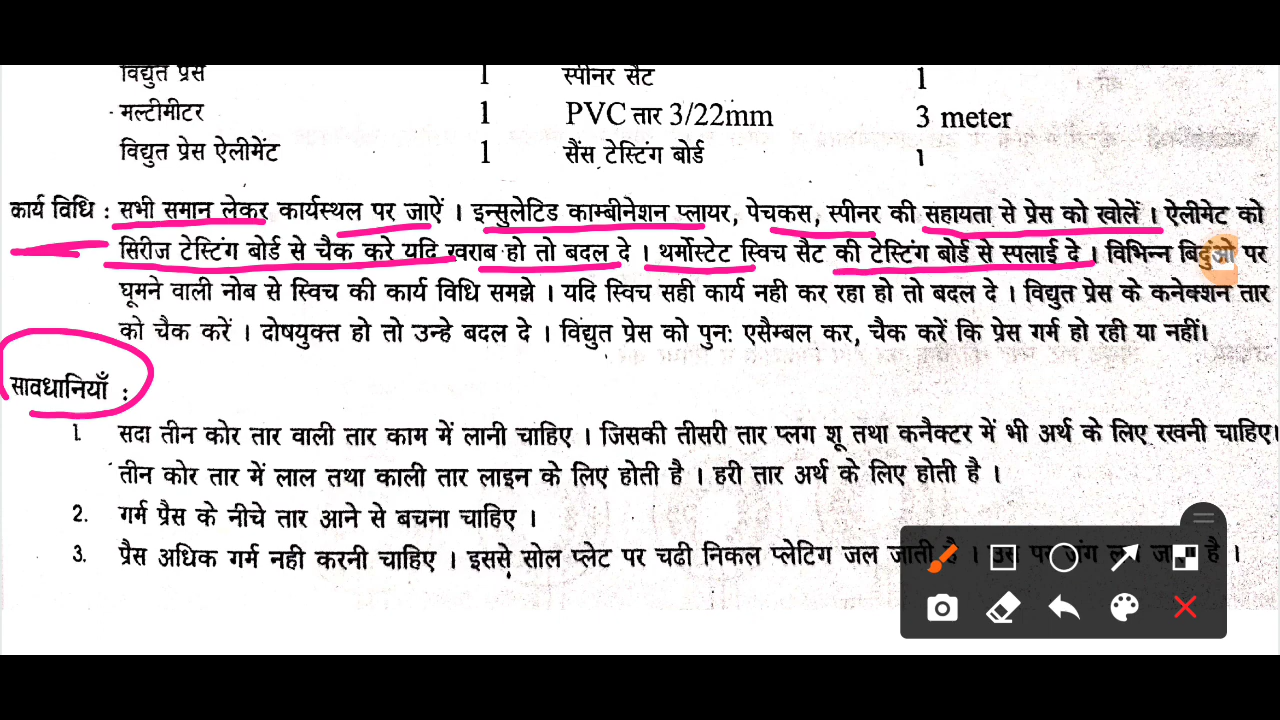 विद्युत प्रेस 1 स्पीनर सैट 1
मल्टीमीटर 1 PVC तार 3/22mm 3 meter
विद्युत प्रेस ऐलीमेंट 1 सैंस टेस्टिंग बोर्ड 1
कार्य विधि : सभी समान लेकर कार्यस्थल पर जाऐं । इन्सुलेटिड काम्बीनेशन प्लायर, पेचकस, स्पीनर की सहायता से प्रेस को खोलें । ऐलीमेट को
सिरीज टेस्टिंग बोर्ड से चैक करे यदि खराब हो तो बदल दे । थर्मोस्टेट स्विच सैट की टेस्टिंग बोर्ड से स्पलाई दे । विभिन्न बिदुंओ पर
घूमने वाली नोब से स्विच की कार्य विधि समझे । यदि स्विच सही कार्य नही कर रहा हो तो बदल दे । विद्युत प्रेस के कनेक्शन तार
को चैक करें । दोषयुक्त हो तो उन्हे बदल दे । विद्युत प्रेस को पुनः एसैम्बल कर, चैक करें कि प्रेस गर्म हो रही या नहीं।
सावधानियाँ :
1. सदा तीन कोर तार वाली तार काम में लानी चाहिए । जिसकी तीसरी तार प्लग शू तथा कनैक्टर में भी अर्थ के लिए रखनी चाहिए।
तीन कोर तार में लाल तथा काली तार लाइन के लिए होती है । हरी तार अर्थ के लिए होती है ।
2. गर्म प्रैस के नीचे तार आने से बचना चाहिए ।
3. प्रैस अधिक गर्म नही करनी चाहिए । इससे सोल प्लेट पर चढी निकल प्लेटिग जल जाती है । उस पर जंग लग जाता है ।